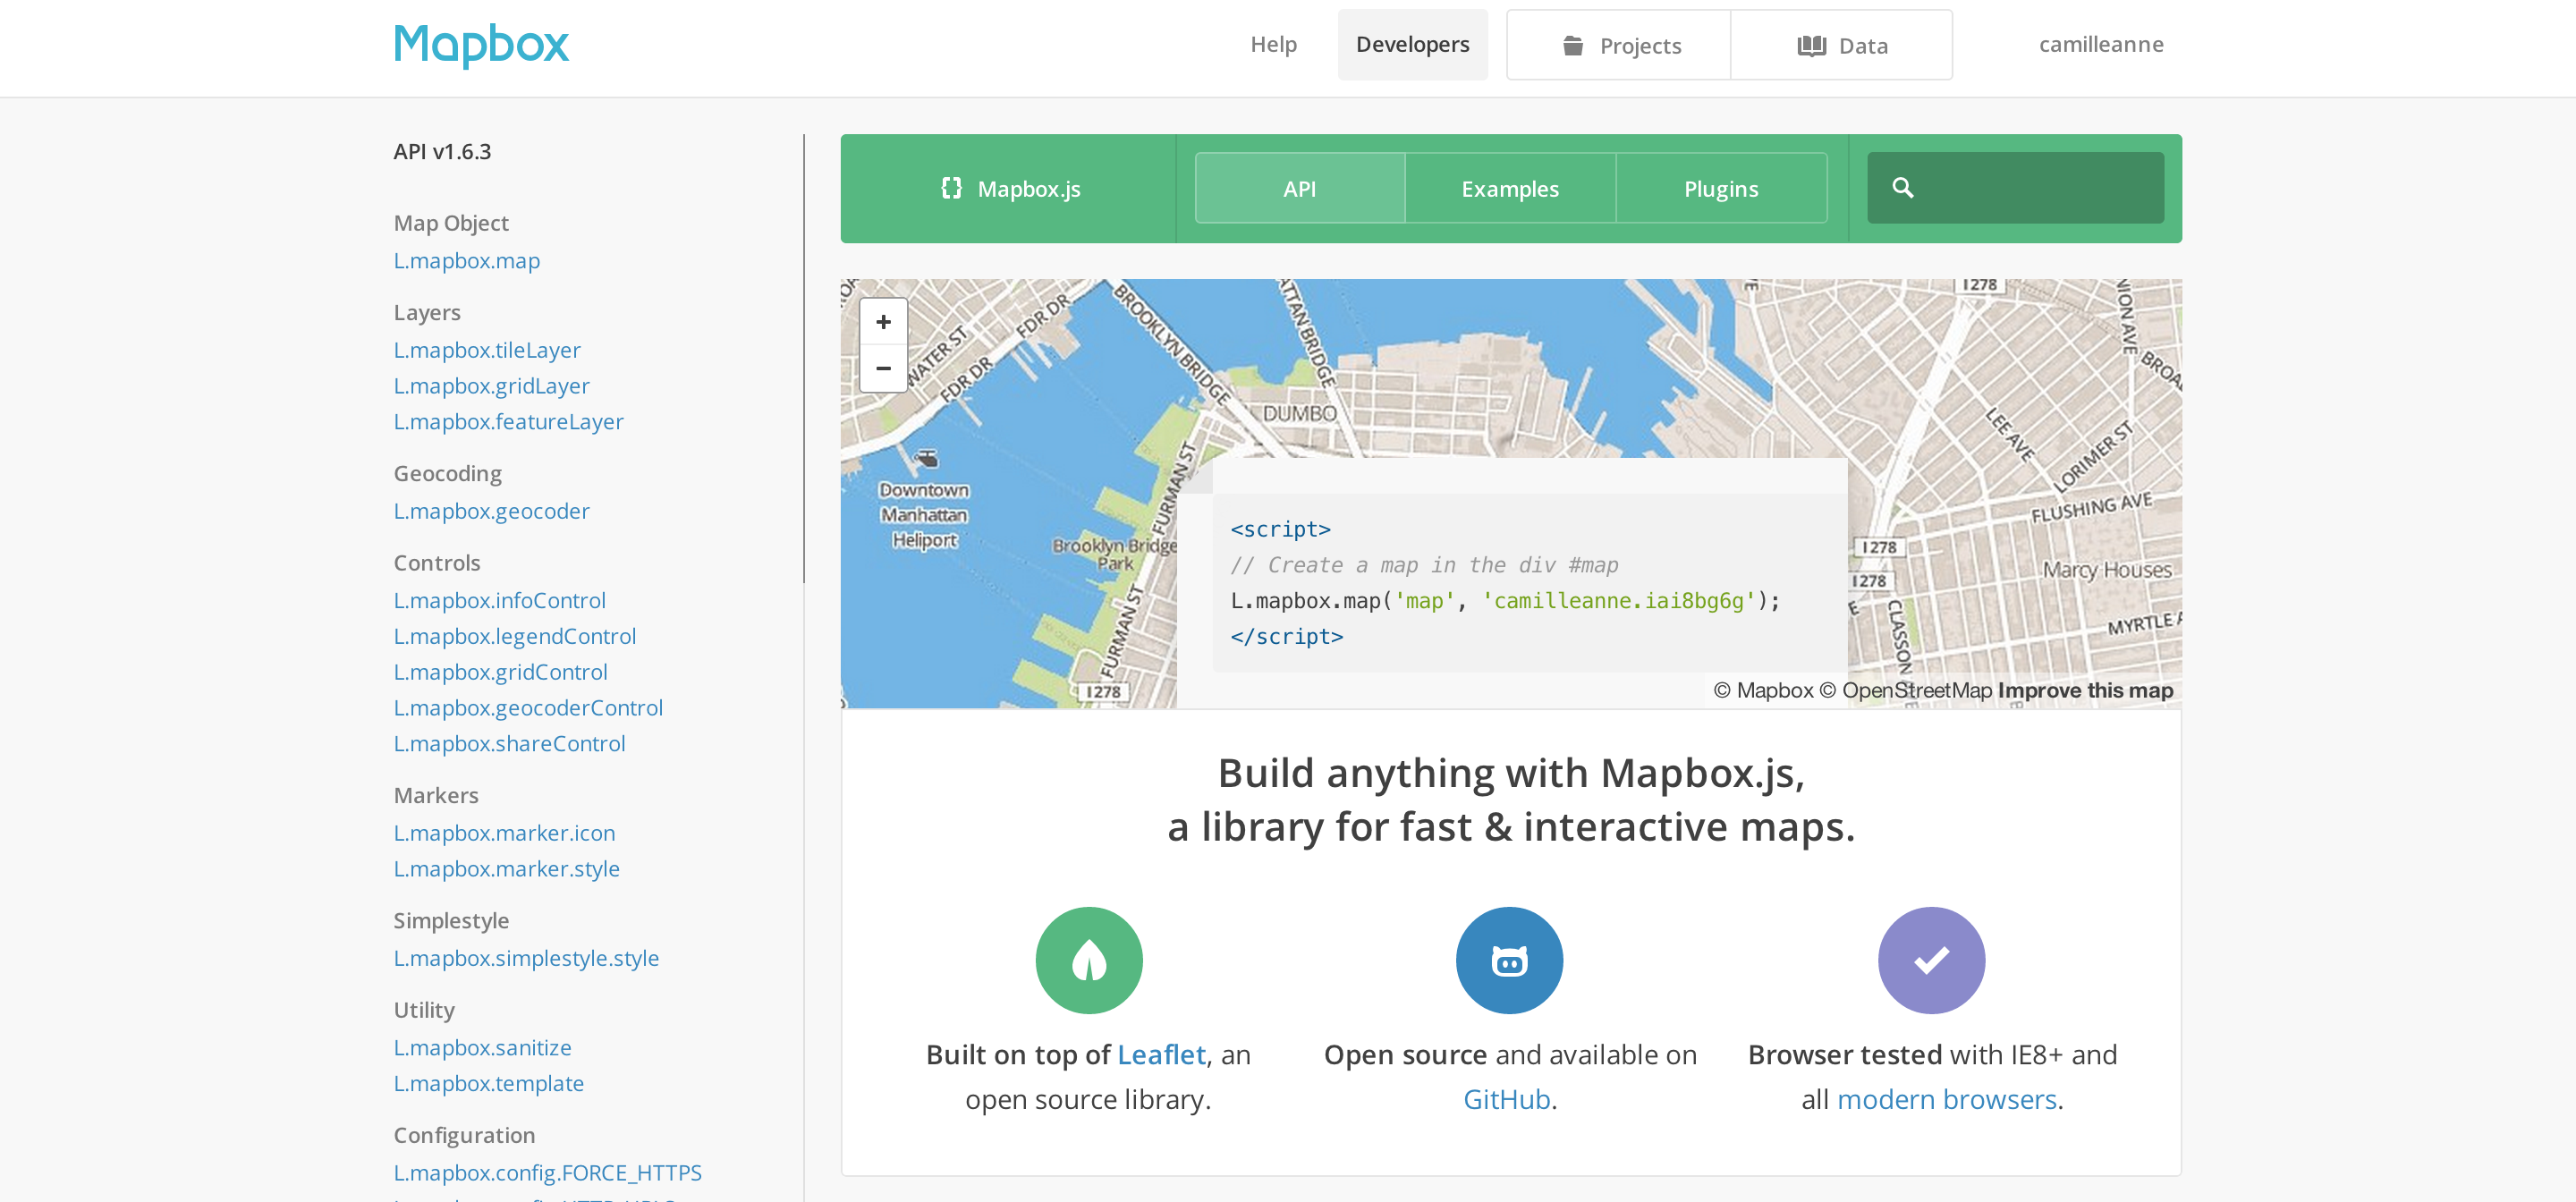 Mapbox
Help
Developers
Projects
Data
camilleanne
API v1.6.3
Map Object
L.mapbox.map
Layers
L.mapbox.tileLayer
L.mapbox.gridLayer
L.mapbox.featureLayer
Geocoding
L.mapbox.geocoder
Controls
L.mapbox.infoControl
L.mapbox.legendControl
L.mapbox.gridControl
L.mapbox.geocoderControl
L.mapbox.shareControl
Markers
L.mapbox.marker.icon
L.mapbox.marker.style
Simplestyle
L.mapbox.simplestyle.style
Utility
L.mapbox.sanitize
L.mapbox.template
Configuration
L.mapbox.config.FORCE_HTTPS
Mapbox.js
API
Examples
Plugins
+
−
WATER ST
FDR DR
FDR DR
BROOKLYN BRIDGE
BRIDGE
DUMBO
I 278
LEE AVE
LORIMER ST
FLUSHING AVE
Downtown
Manhattan
Heliport
FURMAN ST
Brooklyn Bridge
Park
FURMAN ST
I 278
I 278
I 278
Marcy Houses
CLASSON
MYRTLE
<script>
// Create a map in the div #map
L.mapbox.map('map', 'camilleanne.iai8bg6g');
</script>
© Mapbox © OpenStreetMap Improve this map
Build anything with Mapbox.js,
a library for fast & interactive maps.
Built on top of Leaflet, an
open source library.
Open source and available on
GitHub.
Browser tested with IE8+ and
all modern browsers.